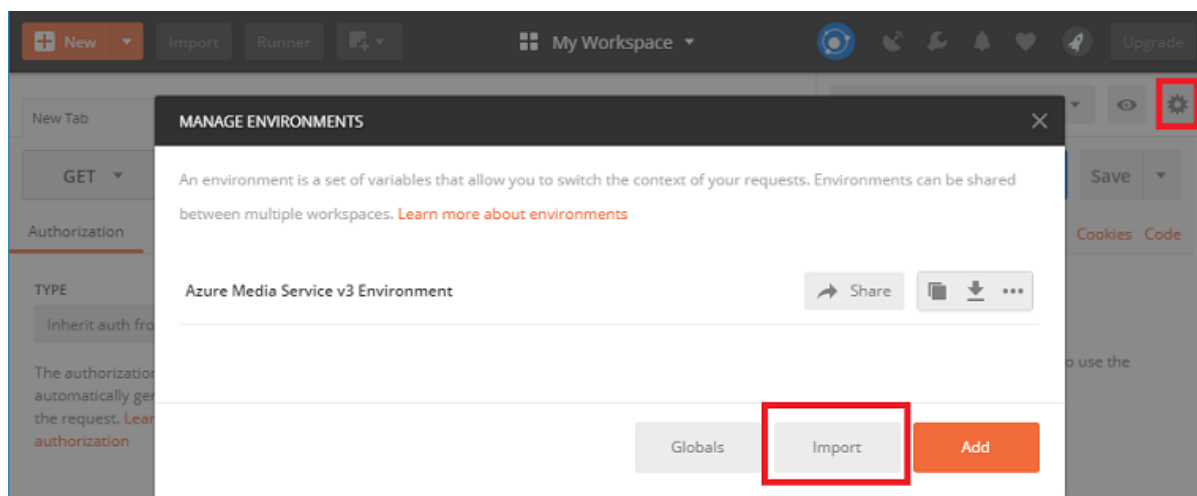 New Import Runner My Workspace Upgrade
New Tab
MANAGE ENVIRONMENTS
GET
An environment is a set of variables that allow you to switch the context of your requests. Environments can be shared
between multiple workspaces. Learn more about environments
Save
Authorization
Cookies Code
TYPE
Azure Media Service v3 Environment
Share
Inherit auth fro
The authorization
automatically ger
the request. Lear
authorization
o use the
Globals Import Add